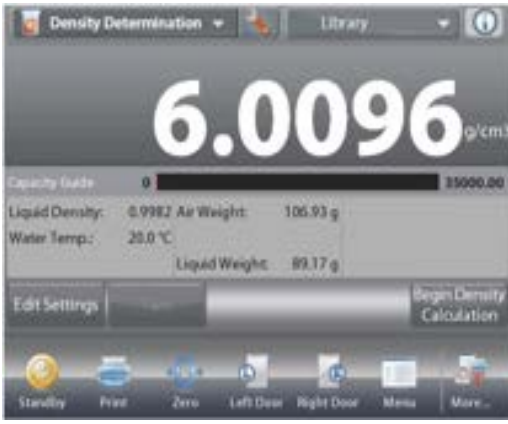 Density Determination
Library
6.0096 g/cm3
Capacity Guide 0 35000.00
Liquid Density: 0.9982 Air Weight: 106.93 g
Water Temp.: 20.0 °C
Liquid Weight: 89.17 g
Edit Settings
Begin Density
Calculation
Standby Print Zero Left Door Right Door Menu More...